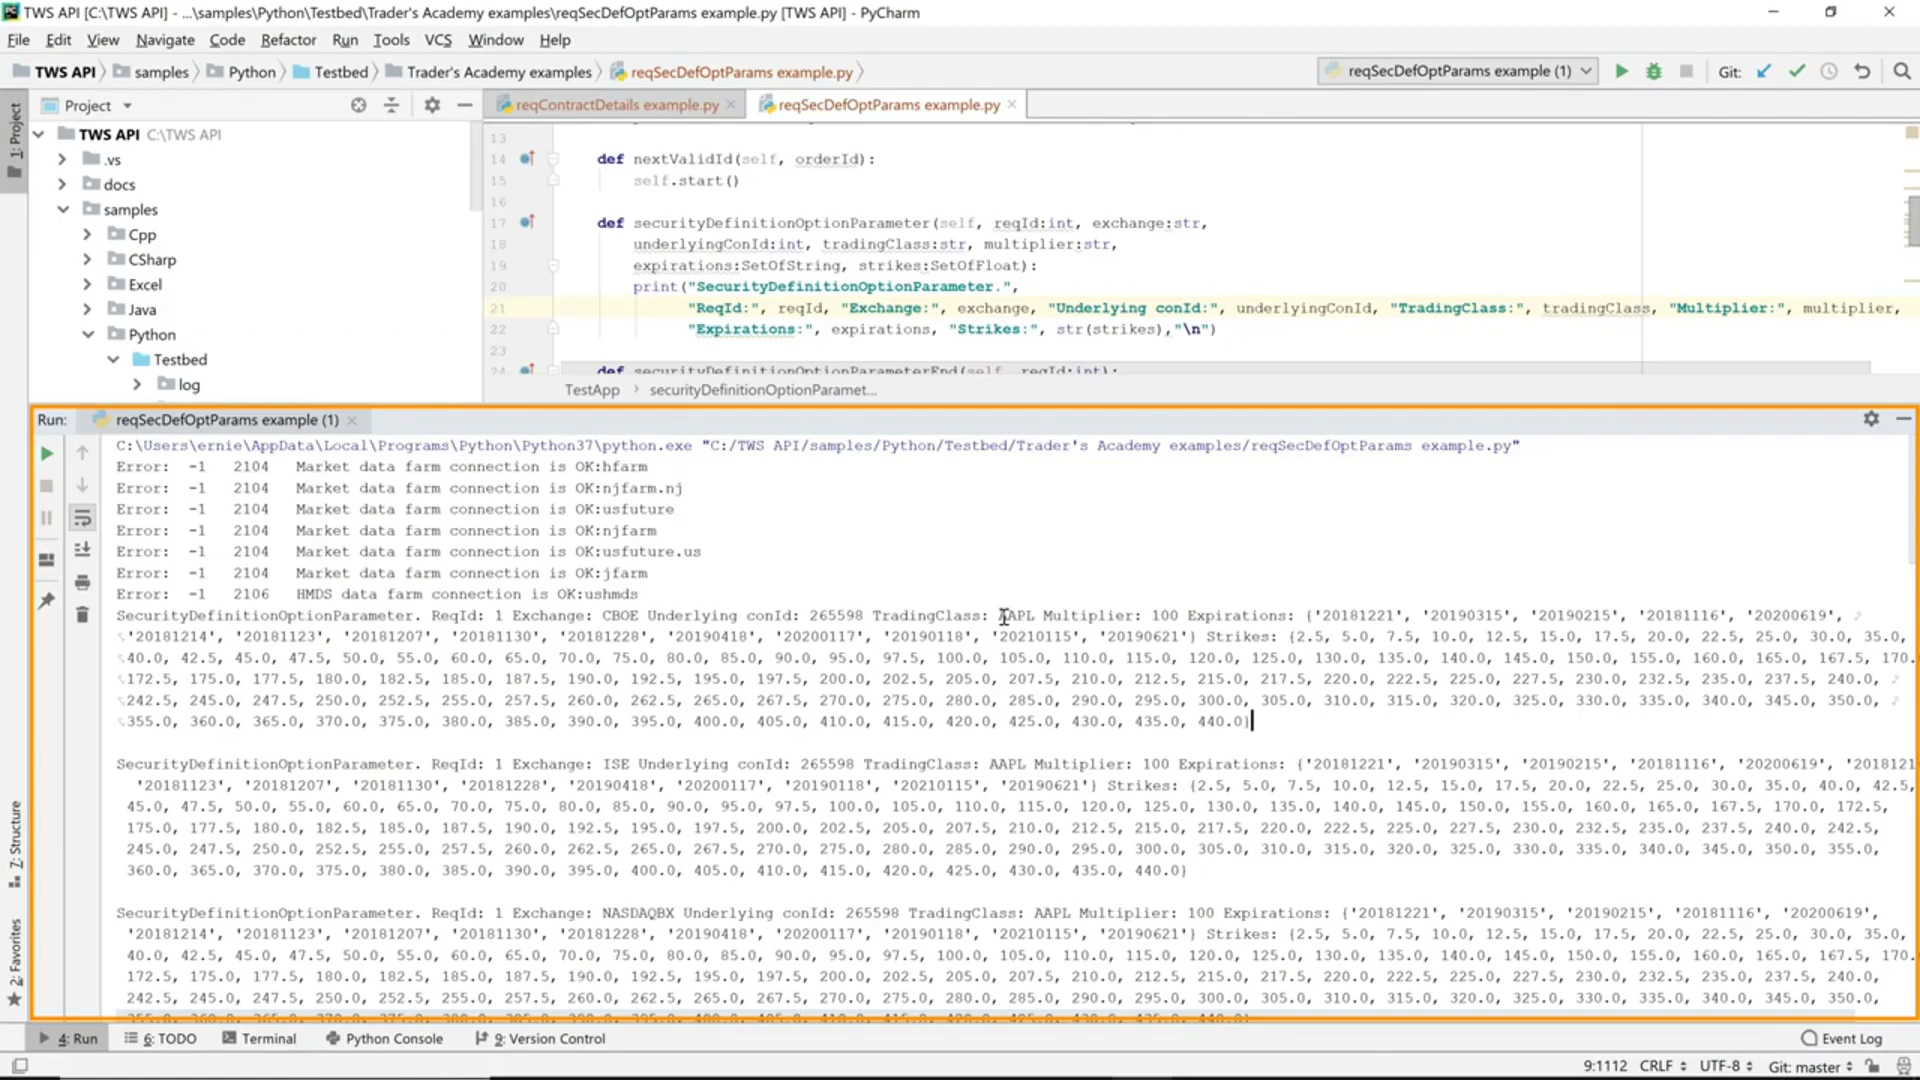 TWS API [C:\TWS API] - ...\samples\Python\Testbed\Trader's Academy examples\reqSecDefOptParams example.py [TWS API] - PyCharm
File Edit View Navigate Code Refactor Run Tools VCS Window Help
TWS API samples Python Testbed Trader's Academy examples reqSecDefOptParams example.py reqSecDefOptParams example (1) Git:
Project
reqContractDetails example.py reqSecDefOptParams example.py
1: Project
TWS API C:\TWS API
.vs
docs
samples
Cpp
CSharp
Excel
Java
Python
Testbed
log
13
14 def nextValidId(self, orderId):
15 self.start()
16
17 def securityDefinitionOptionParameter(self, reqId:int, exchange:str,
18 underlyingConId:int, tradingClass:str, multiplier:str,
19 expirations:SetOfString, strikes:SetOfFloat):
20 print("SecurityDefinitionOptionParameter.",
21 "ReqId:", reqId, "Exchange:", exchange, "Underlying conId:", underlyingConId, "TradingClass:", tradingClass, "Multiplier:", multiplier,
22 "Expirations:", expirations, "Strikes:", str(strikes),"\n")
23
24 def securityDefinitionOptionParameterEnd(self, reqId:int):
TestApp securityDefinitionOptionParamet...
Run: reqSecDefOptParams example (1)
C:\Users\ernie\AppData\Local\Programs\Python\Python37\python.exe "C:/TWS API/samples/Python/Testbed/Trader's Academy examples/reqSecDefOptParams example.py"
Error: -1 2104 Market data farm connection is OK:hfarm
Error: -1 2104 Market data farm connection is OK:njfarm.nj
Error: -1 2104 Market data farm connection is OK:usfuture
Error: -1 2104 Market data farm connection is OK:njfarm
Error: -1 2104 Market data farm connection is OK:usfuture.us
Error: -1 2104 Market data farm connection is OK:jfarm
Error: -1 2106 HMDS data farm connection is OK:ushmds
SecurityDefinitionOptionParameter. ReqId: 1 Exchange: CBOE Underlying conId: 265598 TradingClass: AAPL Multiplier: 100 Expirations: {'20181221', '20190315', '20190215', '20181116', '20200619',
'20181214', '20181123', '20181207', '20181130', '20181228', '20190418', '20200117', '20190118', '20210115', '20190621'} Strikes: {2.5, 5.0, 7.5, 10.0, 12.5, 15.0, 17.5, 20.0, 22.5, 25.0, 30.0, 35.0,
40.0, 42.5, 45.0, 47.5, 50.0, 55.0, 60.0, 65.0, 70.0, 75.0, 80.0, 85.0, 90.0, 95.0, 97.5, 100.0, 105.0, 110.0, 115.0, 120.0, 125.0, 130.0, 135.0, 140.0, 145.0, 150.0, 155.0, 160.0, 165.0, 167.5, 170.
172.5, 175.0, 177.5, 180.0, 182.5, 185.0, 187.5, 190.0, 192.5, 195.0, 197.5, 200.0, 202.5, 205.0, 207.5, 210.0, 212.5, 215.0, 217.5, 220.0, 222.5, 225.0, 227.5, 230.0, 232.5, 235.0, 237.5, 240.0,
242.5, 245.0, 247.5, 250.0, 252.5, 255.0, 257.5, 260.0, 262.5, 265.0, 267.5, 270.0, 275.0, 280.0, 285.0, 290.0, 295.0, 300.0, 305.0, 310.0, 315.0, 320.0, 325.0, 330.0, 335.0, 340.0, 345.0, 350.0,
355.0, 360.0, 365.0, 370.0, 375.0, 380.0, 385.0, 390.0, 395.0, 400.0, 405.0, 410.0, 415.0, 420.0, 425.0, 430.0, 435.0, 440.0}
SecurityDefinitionOptionParameter. ReqId: 1 Exchange: ISE Underlying conId: 265598 TradingClass: AAPL Multiplier: 100 Expirations: {'20181221', '20190315', '20190215', '20181116', '20200619', '2018121
'20181123', '20181207', '20181130', '20181228', '20190418', '20200117', '20190118', '20210115', '20190621'} Strikes: {2.5, 5.0, 7.5, 10.0, 12.5, 15.0, 17.5, 20.0, 22.5, 25.0, 30.0, 35.0, 40.0, 42.5,
45.0, 47.5, 50.0, 55.0, 60.0, 65.0, 70.0, 75.0, 80.0, 85.0, 90.0, 95.0, 97.5, 100.0, 105.0, 110.0, 115.0, 120.0, 125.0, 130.0, 135.0, 140.0, 145.0, 150.0, 155.0, 160.0, 165.0, 167.5, 170.0, 172.5,
175.0, 177.5, 180.0, 182.5, 185.0, 187.5, 190.0, 192.5, 195.0, 197.5, 200.0, 202.5, 205.0, 207.5, 210.0, 212.5, 215.0, 217.5, 220.0, 222.5, 225.0, 227.5, 230.0, 232.5, 235.0, 237.5, 240.0, 242.5,
245.0, 247.5, 250.0, 252.5, 255.0, 257.5, 260.0, 262.5, 265.0, 267.5, 270.0, 275.0, 280.0, 285.0, 290.0, 295.0, 300.0, 305.0, 310.0, 315.0, 320.0, 325.0, 330.0, 335.0, 340.0, 345.0, 350.0, 355.0,
360.0, 365.0, 370.0, 375.0, 380.0, 385.0, 390.0, 395.0, 400.0, 405.0, 410.0, 415.0, 420.0, 425.0, 430.0, 435.0, 440.0}
SecurityDefinitionOptionParameter. ReqId: 1 Exchange: NASDAQBX Underlying conId: 265598 TradingClass: AAPL Multiplier: 100 Expirations: {'20181221', '20190315', '20190215', '20181116', '20200619',
'20181214', '20181123', '20181207', '20181130', '20181228', '20190418', '20200117', '20190118', '20210115', '20190621'} Strikes: {2.5, 5.0, 7.5, 10.0, 12.5, 15.0, 17.5, 20.0, 22.5, 25.0, 30.0, 35.0,
40.0, 42.5, 45.0, 47.5, 50.0, 55.0, 60.0, 65.0, 70.0, 75.0, 80.0, 85.0, 90.0, 95.0, 97.5, 100.0, 105.0, 110.0, 115.0, 120.0, 125.0, 130.0, 135.0, 140.0, 145.0, 150.0, 155.0, 160.0, 165.0, 167.5, 170.
172.5, 175.0, 177.5, 180.0, 182.5, 185.0, 187.5, 190.0, 192.5, 195.0, 197.5, 200.0, 202.5, 205.0, 207.5, 210.0, 212.5, 215.0, 217.5, 220.0, 222.5, 225.0, 227.5, 230.0, 232.5, 235.0, 237.5, 240.0,
242.5, 245.0, 247.5, 250.0, 252.5, 255.0, 257.5, 260.0, 262.5, 265.0, 267.5, 270.0, 275.0, 280.0, 285.0, 290.0, 295.0, 300.0, 305.0, 310.0, 315.0, 320.0, 325.0, 330.0, 335.0, 340.0, 345.0, 350.0,
7: Structure
2: Favorites
4: Run 6: TODO Terminal Python Console 9: Version Control Event Log
9:1112 CRLF UTF-8 Git: master